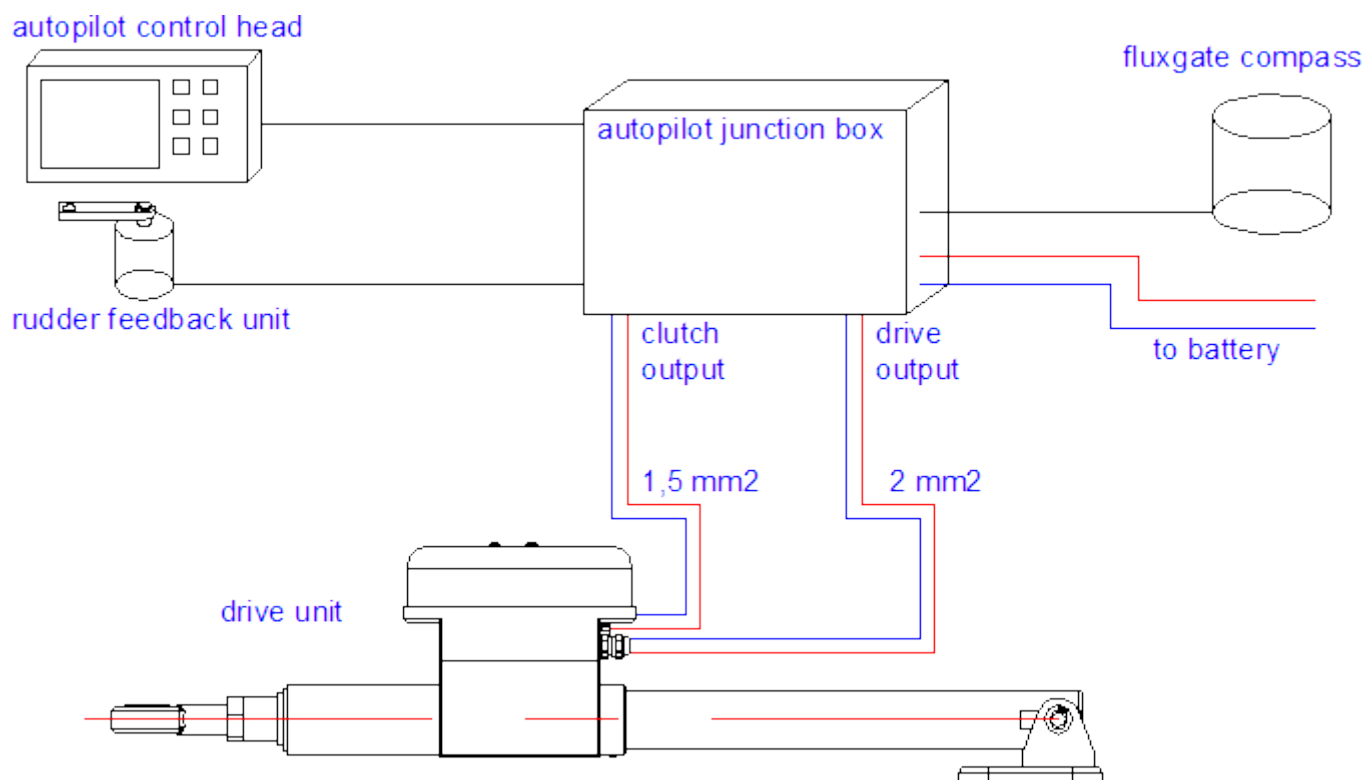 autopilot control head
fluxgate compass
autopilot junction box
rudder feedback unit
clutch
output
drive
output
to battery
1,5 mm2
2 mm2
drive unit